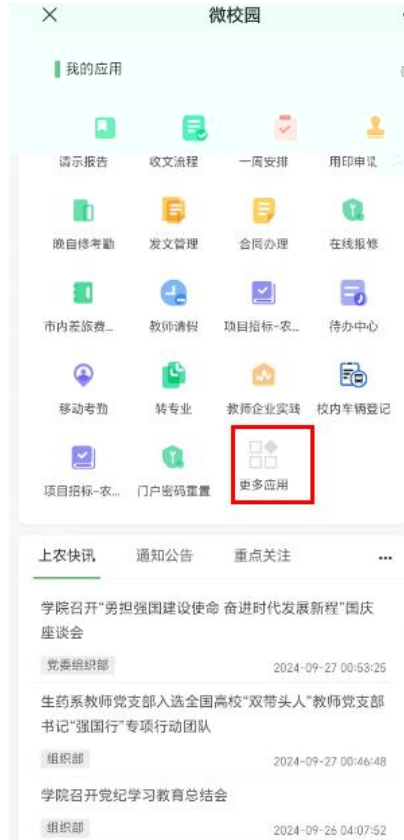 微校园
我的应用
请示报告 收文流程 一周安排 用印申请
晚自修考勤 发文管理 合同办理 在线报修
市内差旅费... 教师请假 项目招标-农... 待办中心
移动考勤 转专业 教师企业实践 校内车辆登记
项目招标-农... 门户密码重置 更多应用
上农快讯 通知公告 重点关注 ...
学院召开“勇担强国建设使命 奋进时代发展新程”国庆
座谈会
党委组织部 2024-09-27 00:53:25
生药系教师党支部入选全国高校“双带头人”教师党支部
书记“强国行”专项行动团队
组织部 2024-09-27 00:46:48
学院召开党纪学习教育总结会
组织部 2024-09-26 04:07:52